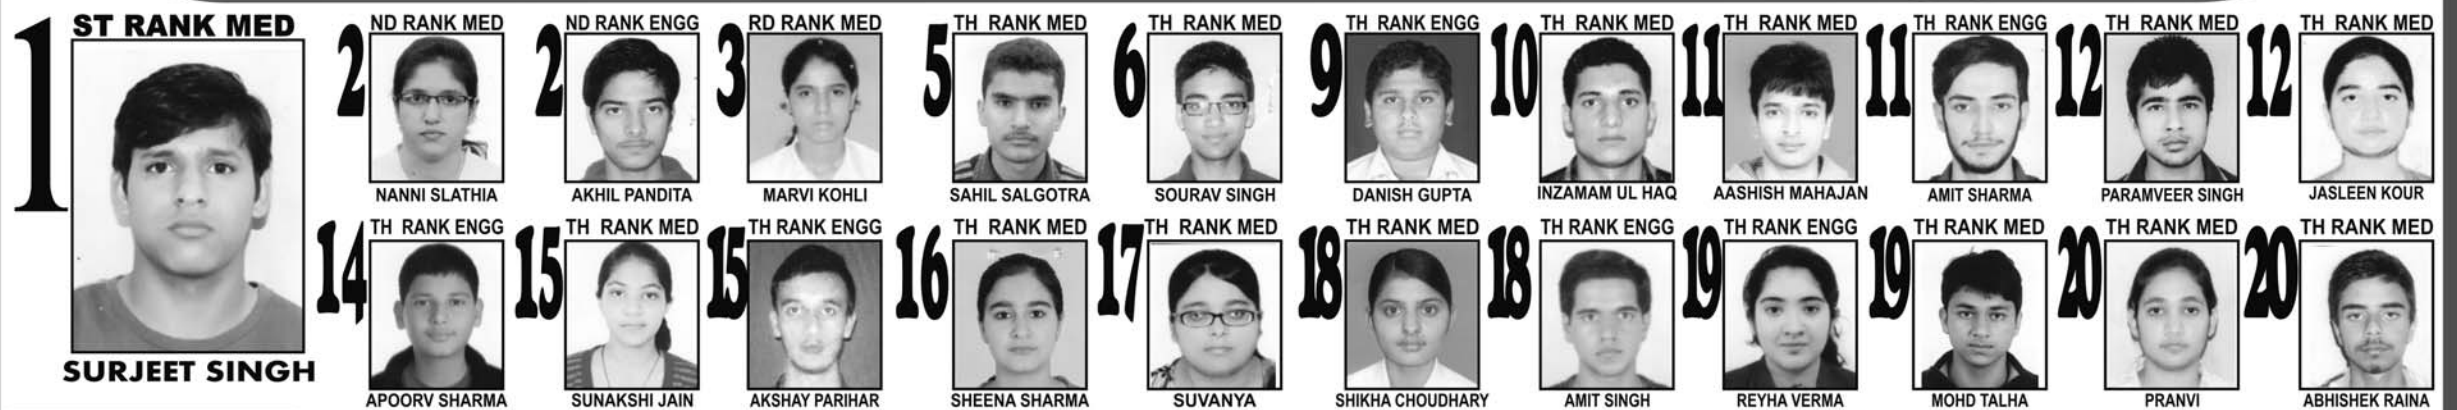 1 ST RANK MED
SURJEET SINGH
2 ND RANK MED
NANNI SLATHIA
2 ND RANK ENGG
AKHIL PANDITA
3 RD RANK MED
MARVI KOHLI
5 TH RANK MED
SAHIL SALGOTRA
6 TH RANK MED
SOURAV SINGH
9 TH RANK ENGG
DANISH GUPTA
10 TH RANK MED
INZAMAM UL HAQ
11 TH RANK MED
AASHISH MAHAJAN
11 TH RANK ENGG
AMIT SHARMA
12 TH RANK MED
PARAMVEER SINGH
12 TH RANK MED
JASLEEN KOUR
14 TH RANK ENGG
APOORV SHARMA
15 TH RANK MED
SUNAKSHI JAIN
15 TH RANK ENGG
AKSHAY PARIHAR
16 TH RANK MED
SHEENA SHARMA
17 TH RANK MED
SUVANYA
18 TH RANK MED
SHIKHA CHOUDHARY
18 TH RANK ENGG
AMIT SINGH
19 TH RANK ENGG
REYHA VERMA
19 TH RANK MED
MOHD TALHA
20 TH RANK MED
PRANVI
20 TH RANK MED
ABHISHEK RAINA